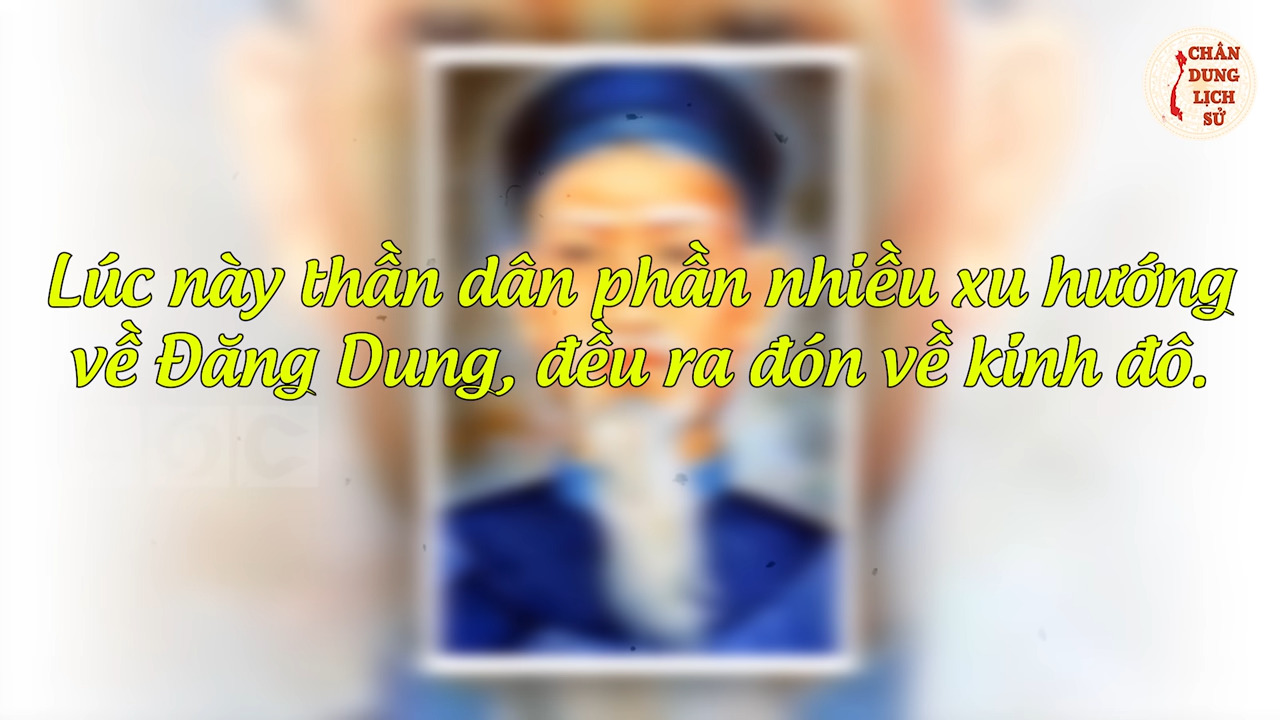 CHÂN
DUNG
LỊCH
SỬ
Lúc này thần dân phần nhiều xu hướng
về Đăng Dung, đều ra đón về kinh đô.